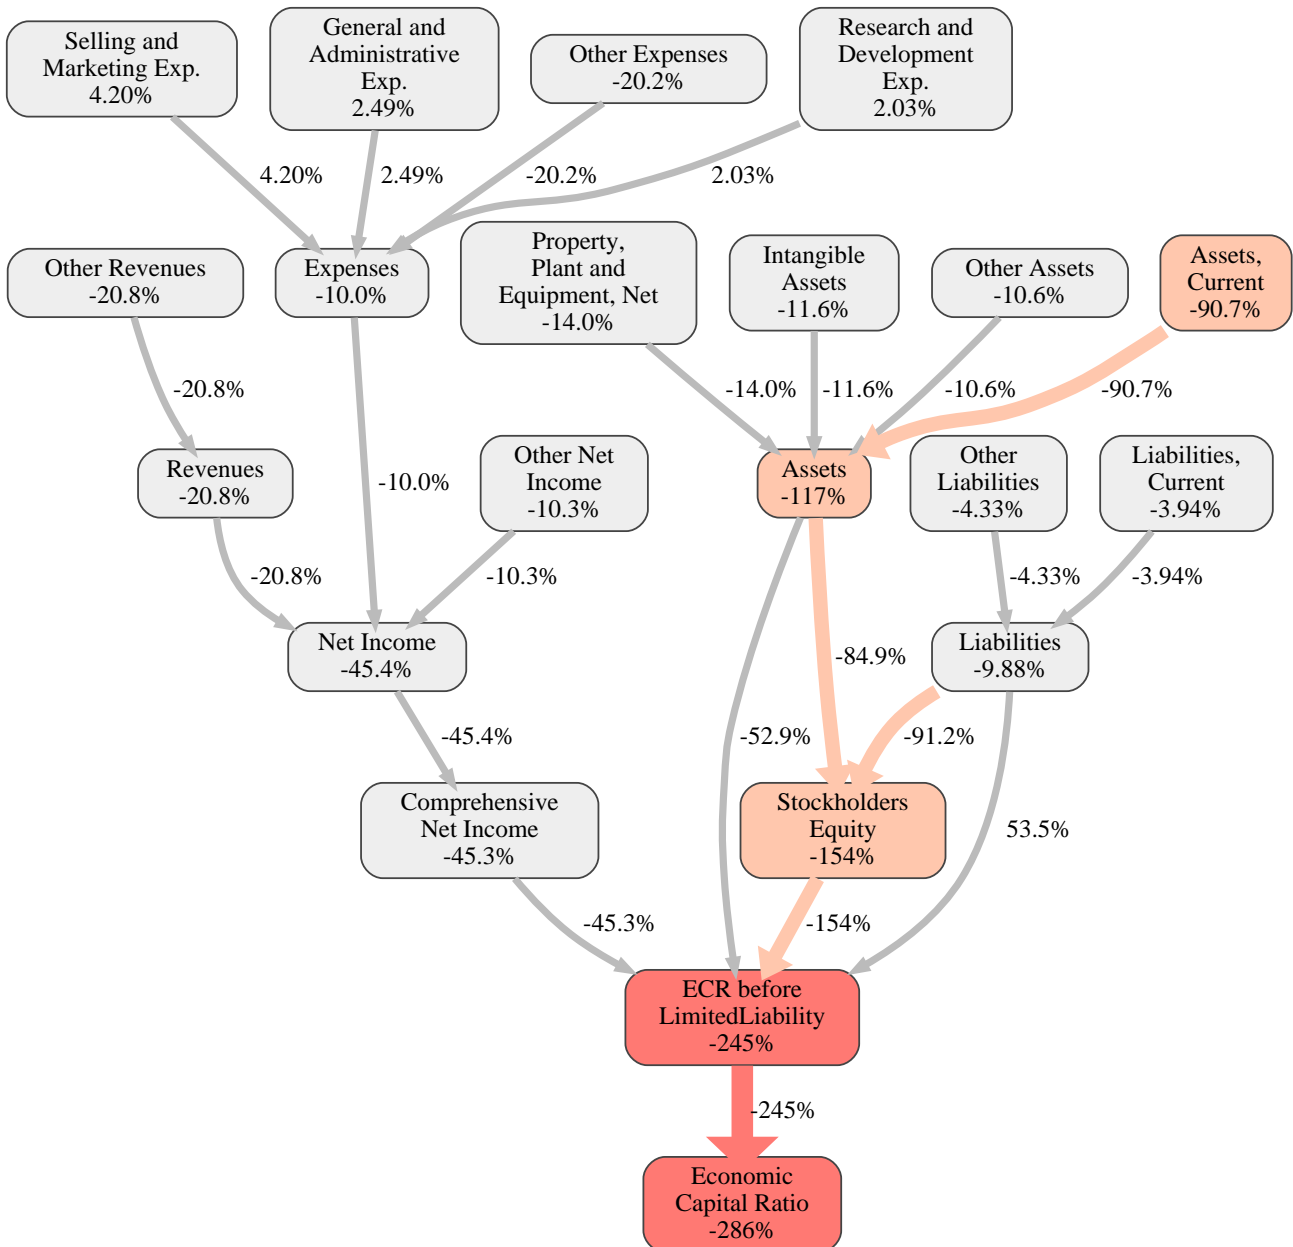 Selling and
Marketing Exp.
4.20%
General and
Administrative
Exp.
2.49%
Other Expenses
-20.2%
Research and
Development
Exp.
2.03%
4.20%
2.49%
-20.2%
2.03%
Other Revenues
-20.8%
Expenses
-10.0%
Property,
Plant and
Equipment, Net
-14.0%
Intangible
Assets
-11.6%
Other Assets
-10.6%
Assets,
Current
-90.7%
-20.8%
-14.0%
-11.6%
-10.6%
-90.7%
Revenues
-20.8%
-10.0%
Other Net
Income
-10.3%
Assets
-117%
Other
Liabilities
-4.33%
Liabilities,
Current
-3.94%
-20.8%
-10.3%
-4.33%
-3.94%
Net Income
-45.4%
-84.9%
Liabilities
-9.88%
-45.4%
-52.9%
-91.2%
Comprehensive
Net Income
-45.3%
Stockholders
Equity
-154%
53.5%
-45.3%
-154%
ECR before
LimitedLiability
-245%
-245%
Economic
Capital Ratio
-286%